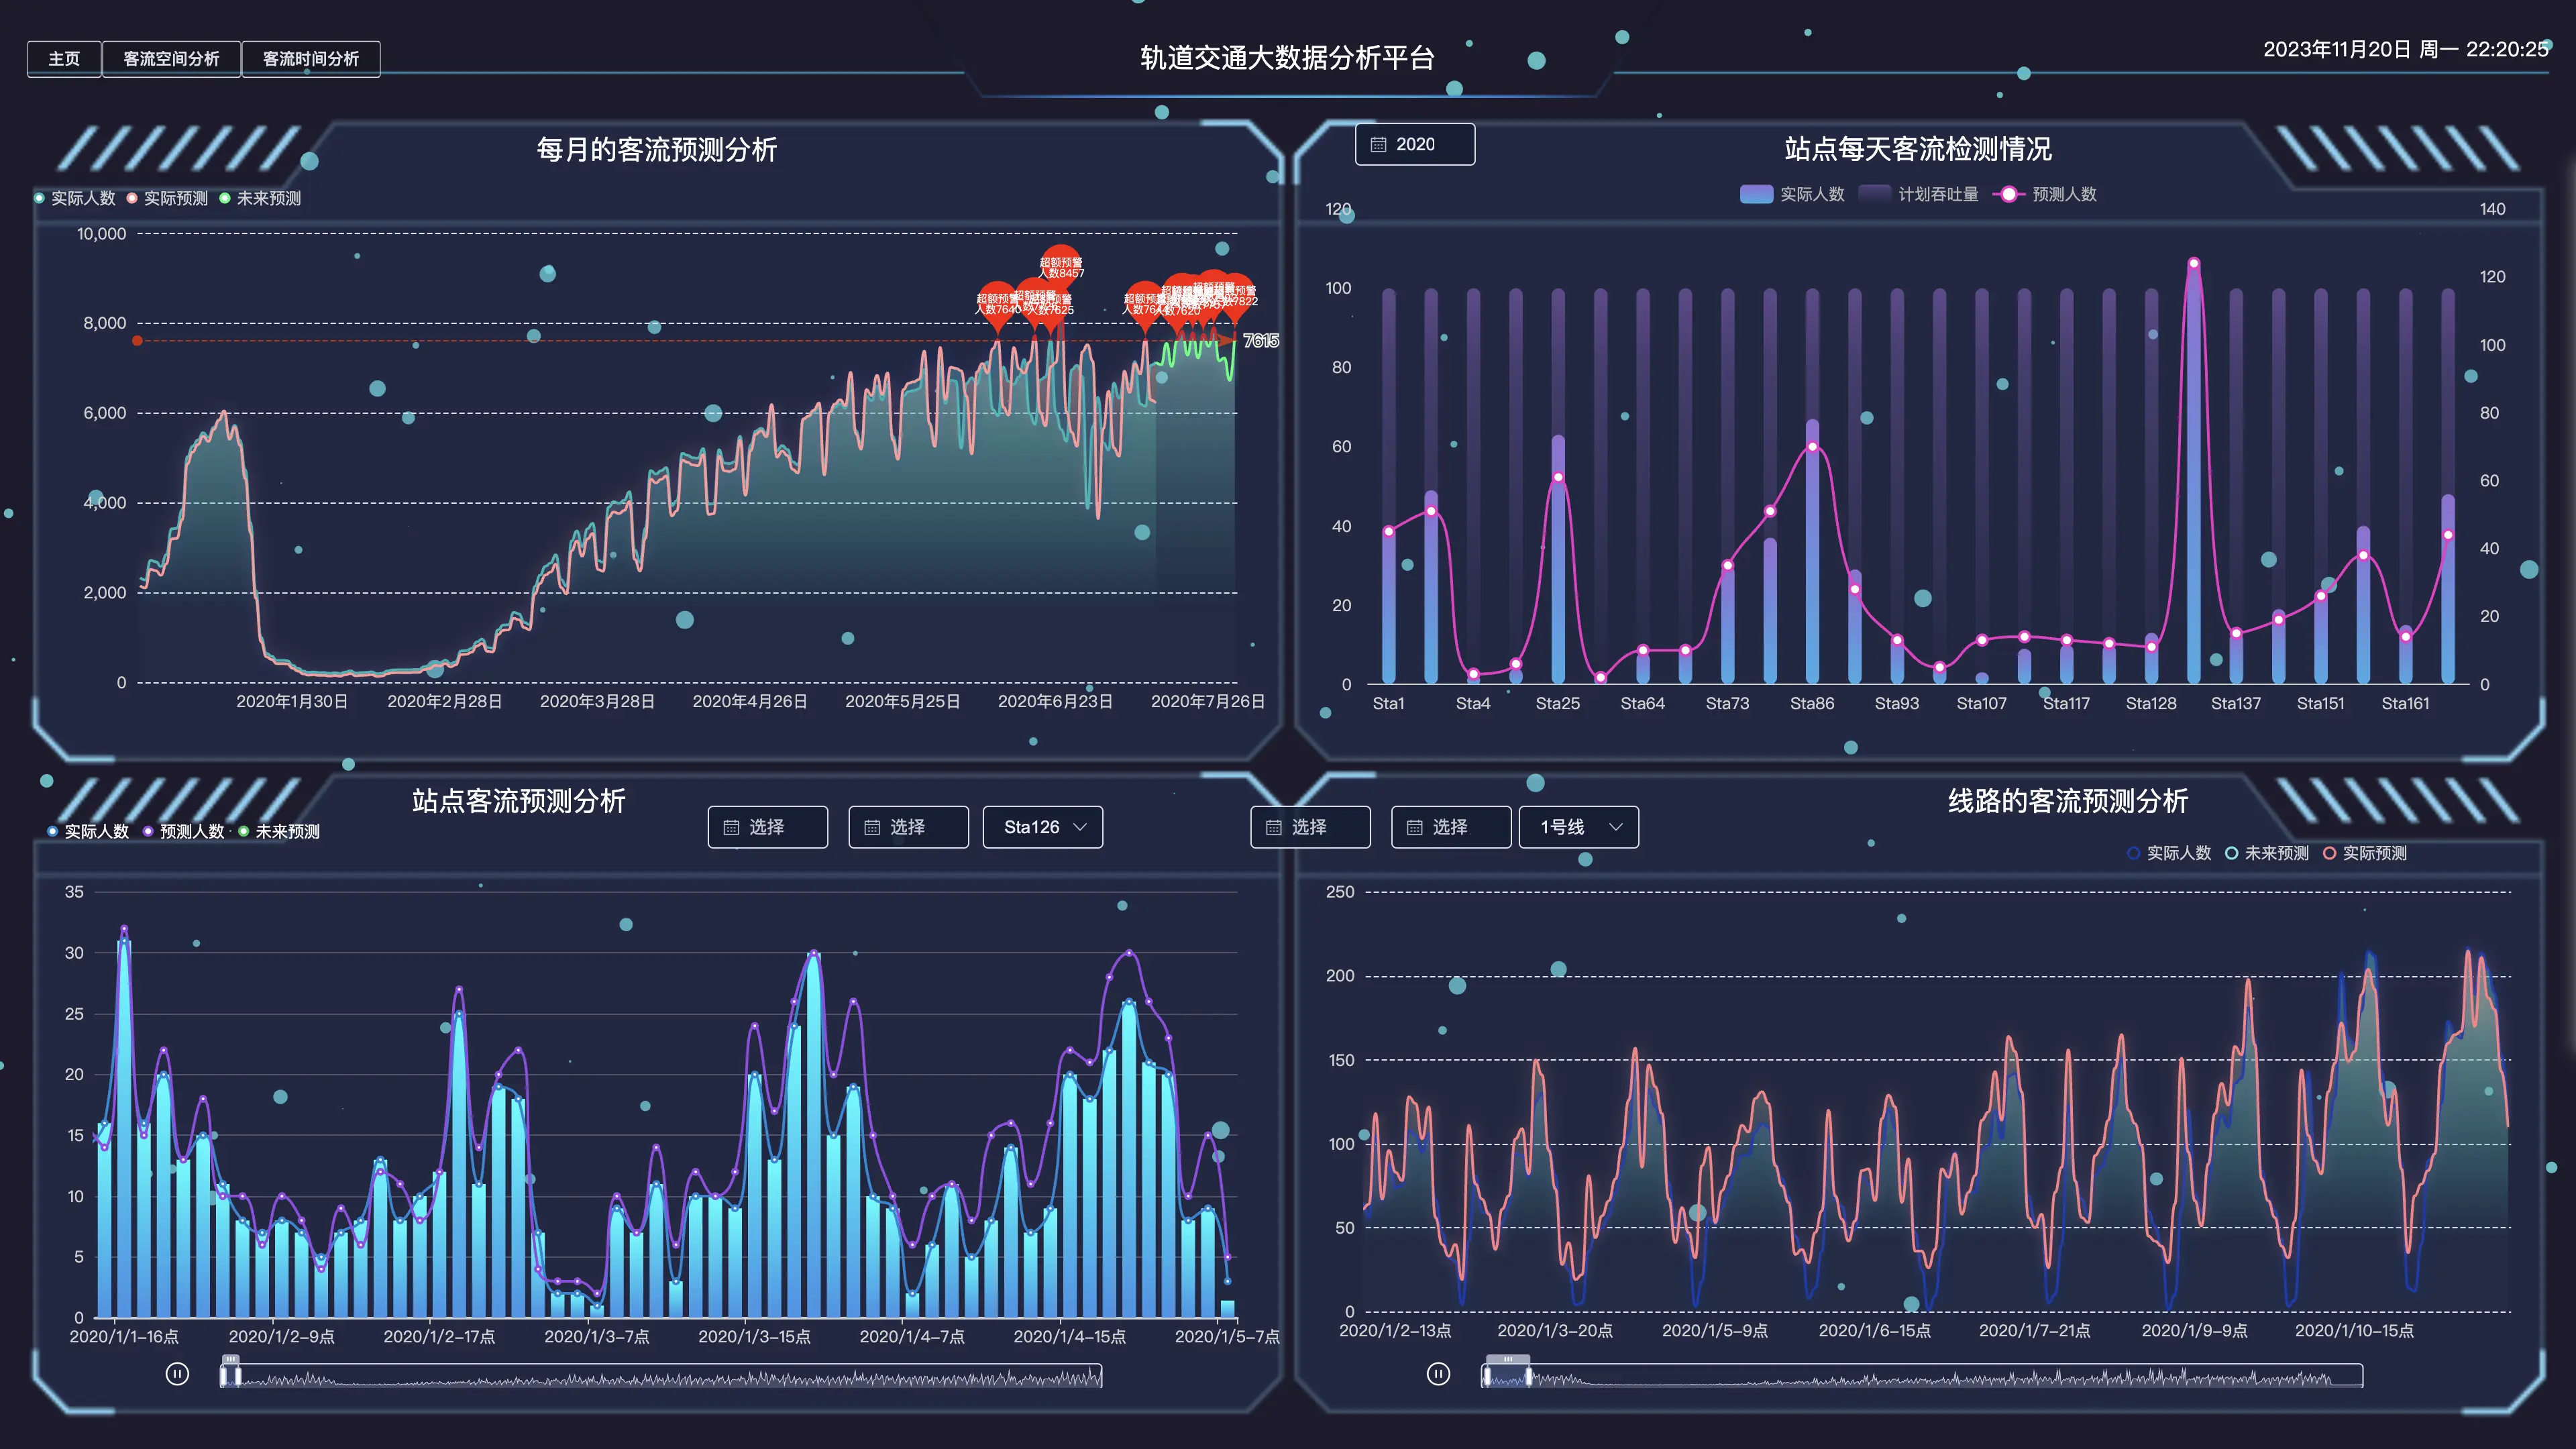 主页 客流空间分析 客流时间分析
轨道交通大数据分析平台
2023年11月20日 周一 22:20:25
每月的客流预测分析
实际人数 实际预测 未来预测
10,000
8,000
6,000
4,000
2,000
0
超额预警
人数8457
超额预警
人数7640
超额预警
人数7625
超额预警
人数7620
预警
7822
7615
2020年1月30日 2020年2月28日 2020年3月28日 2020年4月26日 2020年5月25日 2020年6月23日 2020年7月26日
2020
站点每天客流检测情况
实际人数 计划吞吐量 预测人数
120
100
80
60
40
20
0
140
120
100
80
60
40
20
0
Sta1 Sta4 Sta25 Sta64 Sta73 Sta86 Sta93 Sta107 Sta117 Sta128 Sta137 Sta151 Sta161
站点客流预测分析
选择 选择 Sta126
实际人数 预测人数 未来预测
35
30
25
20
15
10
5
0
2020/1/1-16点 2020/1/2-9点 2020/1/2-17点 2020/1/3-7点 2020/1/3-15点 2020/1/4-7点 2020/1/4-15点 2020/1/5-7点
选择 选择 1号线
线路的客流预测分析
实际人数 未来预测 实际预测
250
200
150
100
50
0
2020/1/2-13点 2020/1/3-20点 2020/1/5-9点 2020/1/6-15点 2020/1/7-21点 2020/1/9-9点 2020/1/10-15点